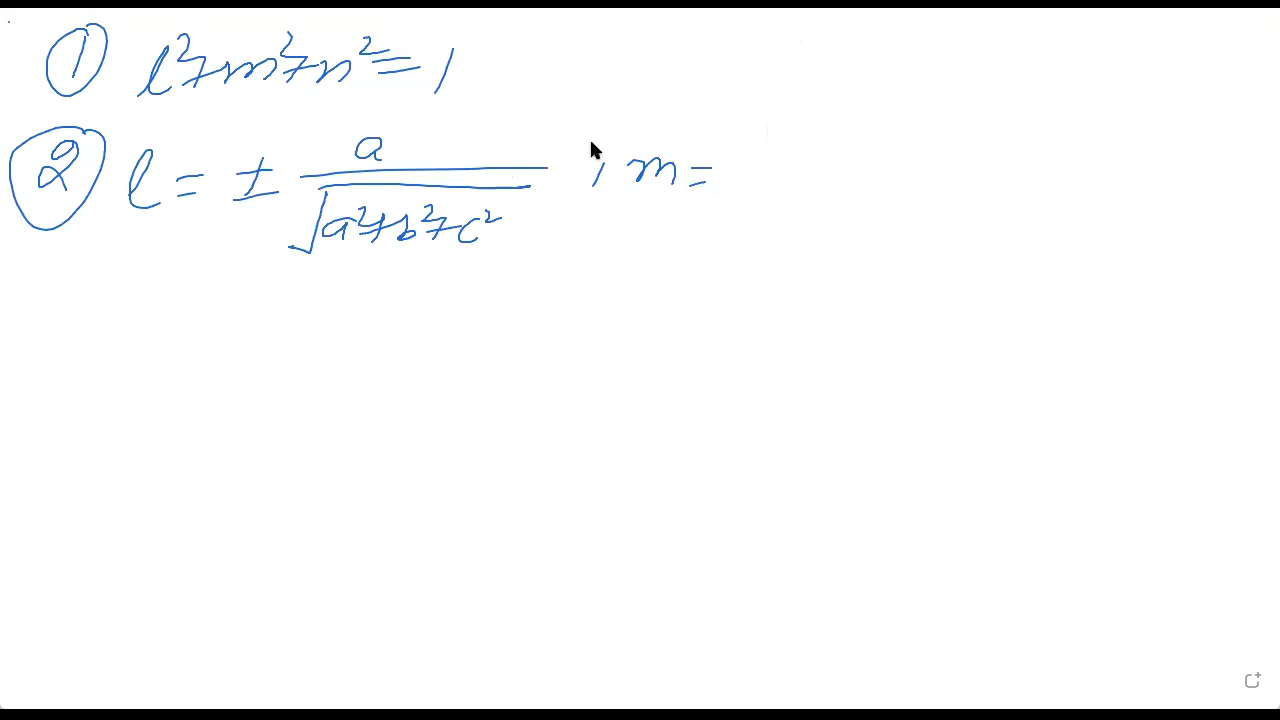 ① l²+m²+n²=1
② l = ± a/√(a²+b²+c²) , m =